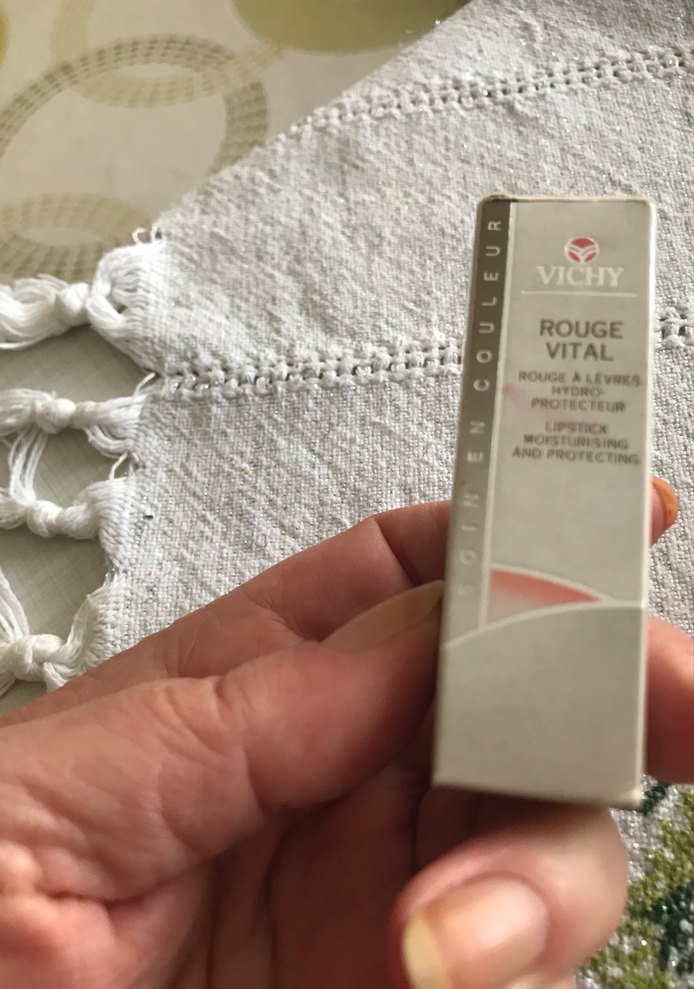 VICHY
ROUGE
VITAL
ROUGE À LÈVRES
HYDRO-
PROTECTEUR
LIPSTICK
MOISTURISING
AND PROTECTING
SOIN EN COULEUR